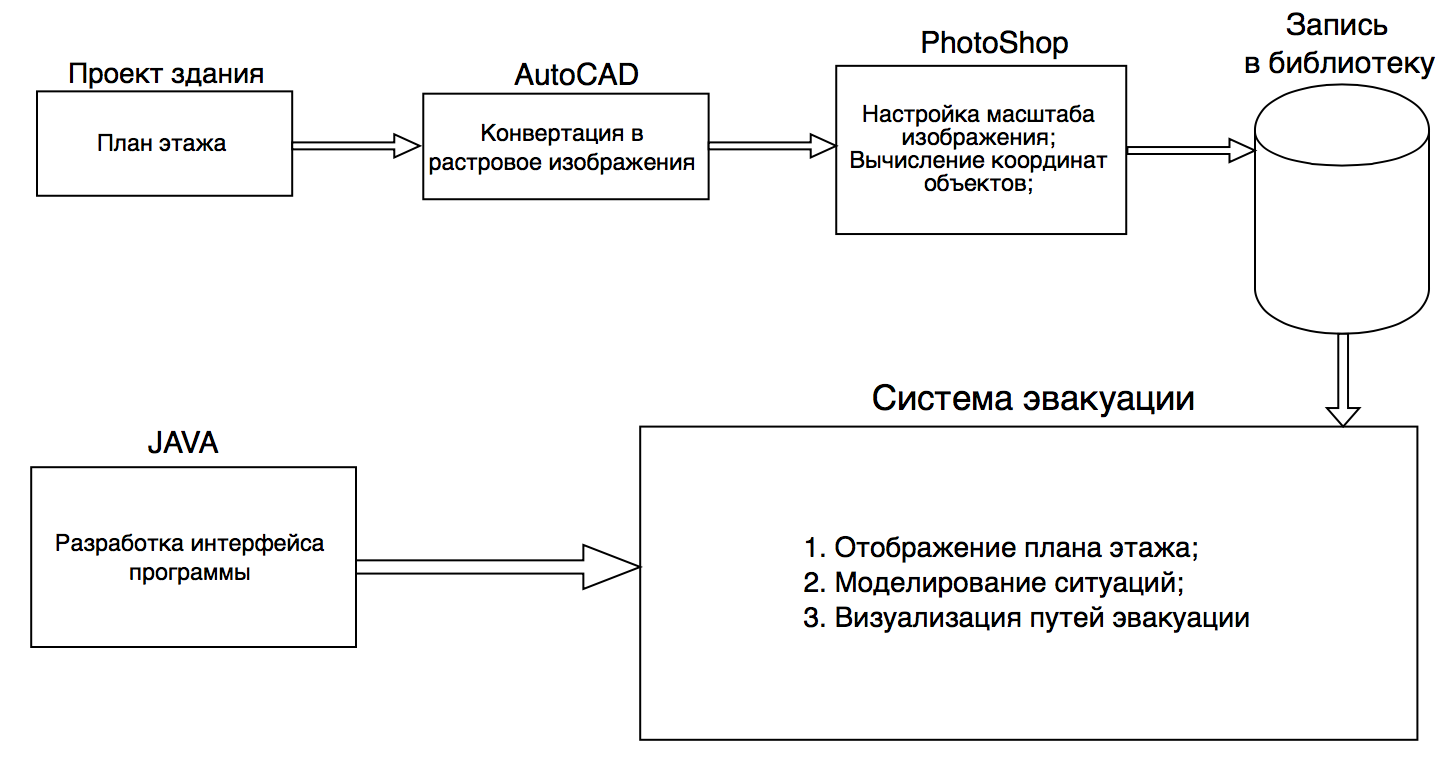 Проект здания
План этажа
AutoCAD
Конвертация в
растровое изображения
PhotoShop
Настройка масштаба
изображения;
Вычисление координат
объектов;
Запись
в библиотеку
JAVA
Разработка интерфейса
программы
Система эвакуации
1. Отображение плана этажа;
2. Моделирование ситуаций;
3. Визуализация путей эвакуации